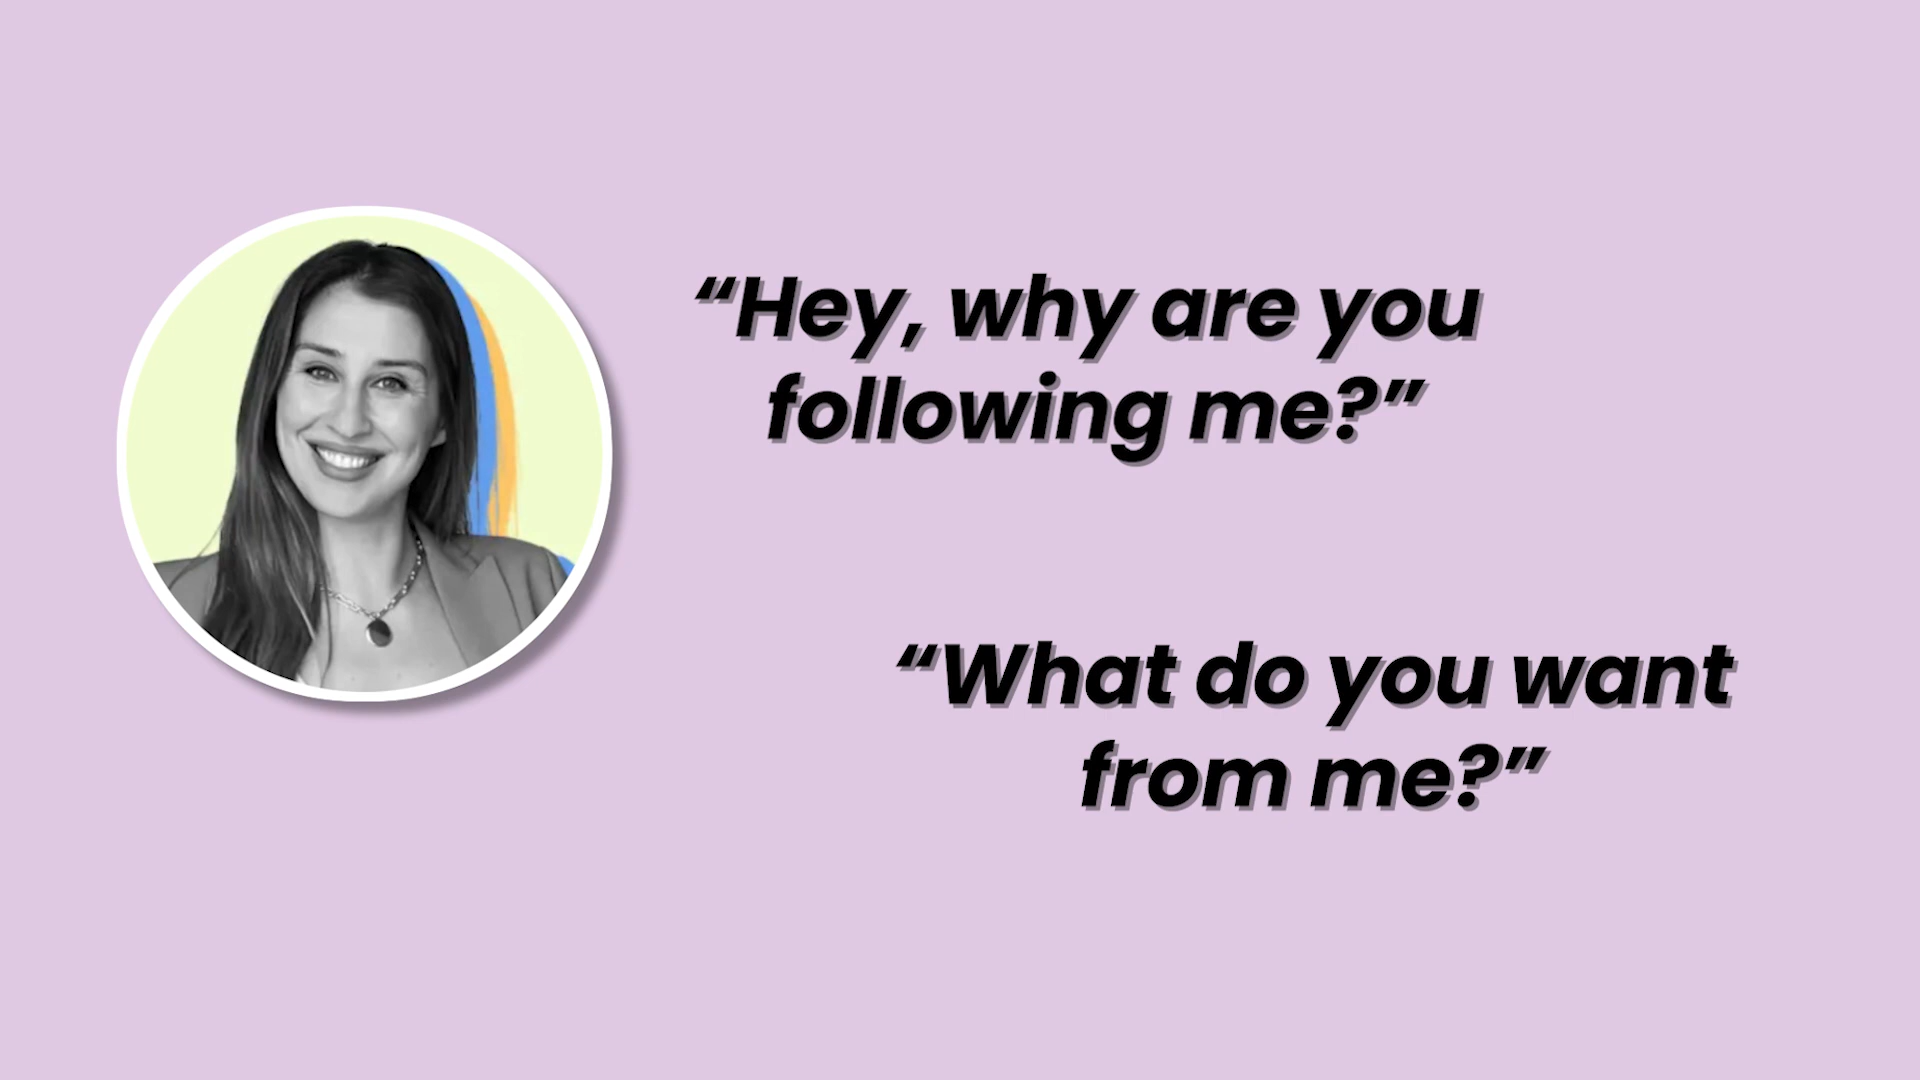 “Hey, why are you
following me?”
“What do you want
from me?”